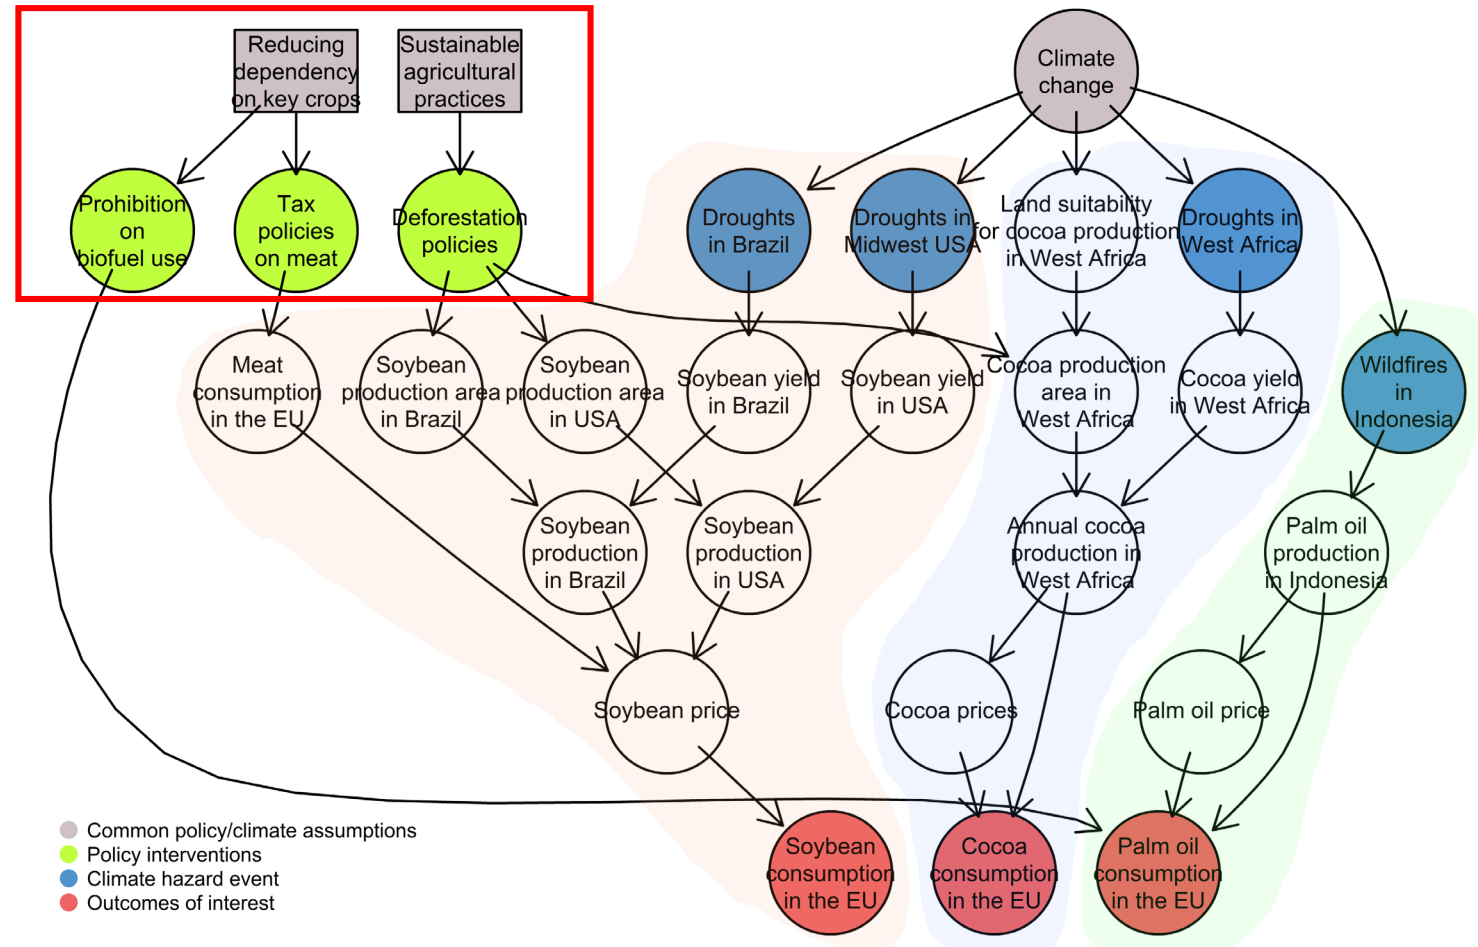 Reducing
dependency
on key crops
Sustainable
agricultural
practices
Climate
change
Prohibition
on
biofuel use
Tax
policies
on meat
Deforestation
policies
Droughts
in Brazil
Droughts in
Midwest USA
Land suitability
for cocoa production
in West Africa
Droughts in
West Africa
Meat
consumption
in the EU
Soybean
production area
in Brazil
Soybean
production area
in USA
Soybean yield
in Brazil
Soybean yield
in USA
Cocoa production
area in
West Africa
Cocoa yield
in West Africa
Wildfires
in
Indonesia
Soybean
production
in Brazil
Soybean
production
in USA
Annual cocoa
production in
West Africa
Palm oil
production
in Indonesia
Soybean price
Cocoa prices
Palm oil price
Soybean
consumption
in the EU
Cocoa
consumption
in the EU
Palm oil
consumption
in the EU
Common policy/climate assumptions
Policy interventions
Climate hazard event
Outcomes of interest